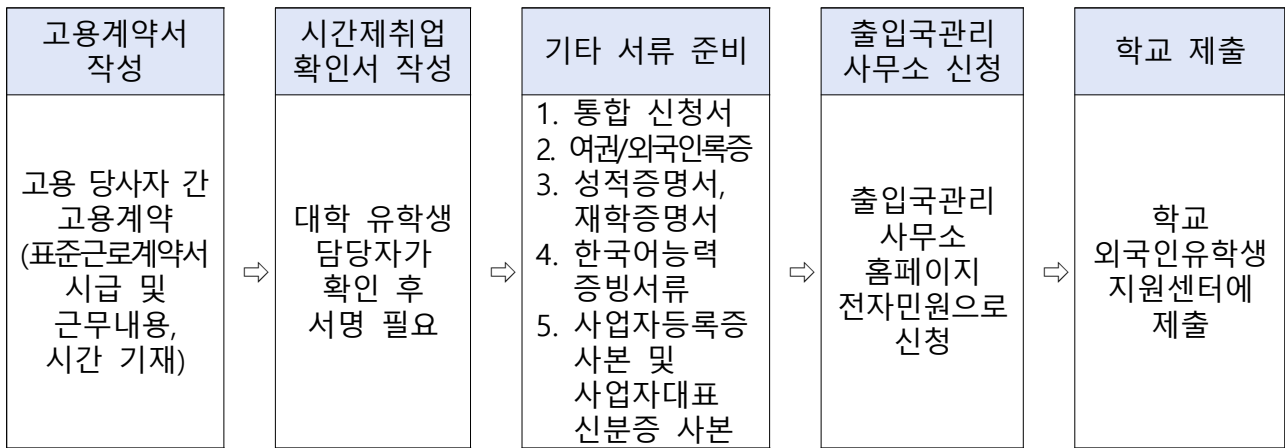 고용계약서
작성
고용 당사자 간
고용계약
(표준근로계약서
시급 및
근무내용,
시간 기재)
⇨
시간제취업
확인서 작성
대학 유학생
담당자가
확인 후
서명 필요
⇨
기타 서류 준비
1. 통합 신청서
2. 여권/외국인록증
3. 성적증명서,
재학증명서
4. 한국어능력
증빙서류
5. 사업자등록증
사본 및
사업자대표
신분증 사본
⇨
출입국관리
사무소 신청
출입국관리
사무소
홈페이지
전자민원으로
신청
⇨
학교 제출
학교
외국인유학생
지원센터에
제출